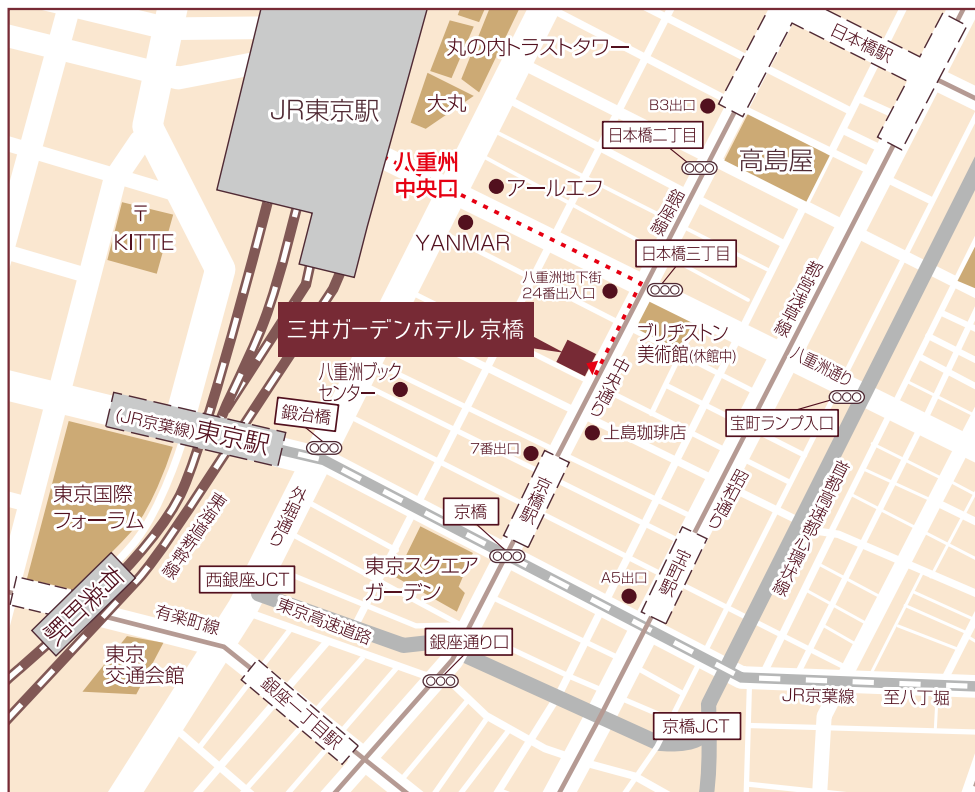 丸の内トラストタワー
日本橋駅
JR東京駅
大丸
B3出口
日本橋二丁目
高島屋
八重州
中央口
アールエフ
銀座線
〒
KITTE
YANMAR
日本橋三丁目
都営浅草線
八重洲地下街
24番出入口
三井ガーデンホテル 京橋
ブリヂストン
美術館(休館中)
八重洲通り
八重洲ブック
センター
中央通り
鍛冶橋
宝町ランプ入口
(JR京葉線)東京駅
上島珈琲店
7番出口
東京国際
フォーラム
東海道新幹線
外堀通り
京橋駅
昭和通り
首都高速都心環状線
京橋
東京スクエア
ガーデン
宝町駅
A5出口
有楽町駅
西銀座JCT
有楽町線
東京高速道路
銀座通り口
東京
交通会館
銀座二丁目駅
京橋JCT
JR京葉線
至八丁堀